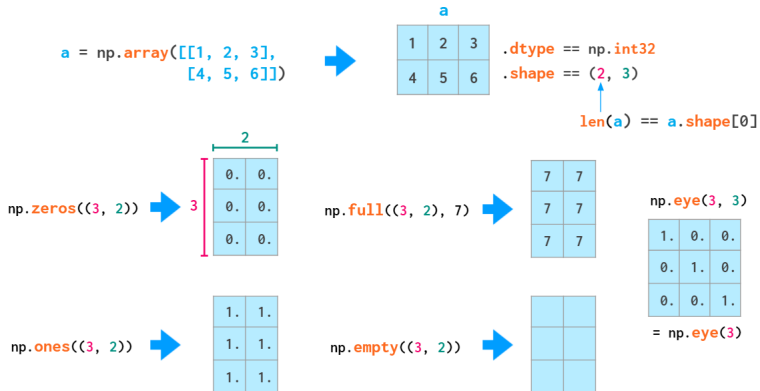 a
a = np.array([[1, 2, 3],
[4, 5, 6]])
1 2 3
4 5 6
.dtype == np.int32
.shape == (2, 3)
len(a) == a.shape[0]
np.zeros((3, 2))
2
3
0. 0.
0. 0.
0. 0.
np.full((3, 2), 7)
7 7
7 7
7 7
np.eye(3, 3)
1. 0. 0.
0. 1. 0.
0. 0. 1.
= np.eye(3)
np.ones((3, 2))
1. 1.
1. 1.
1. 1.
np.empty((3, 2))